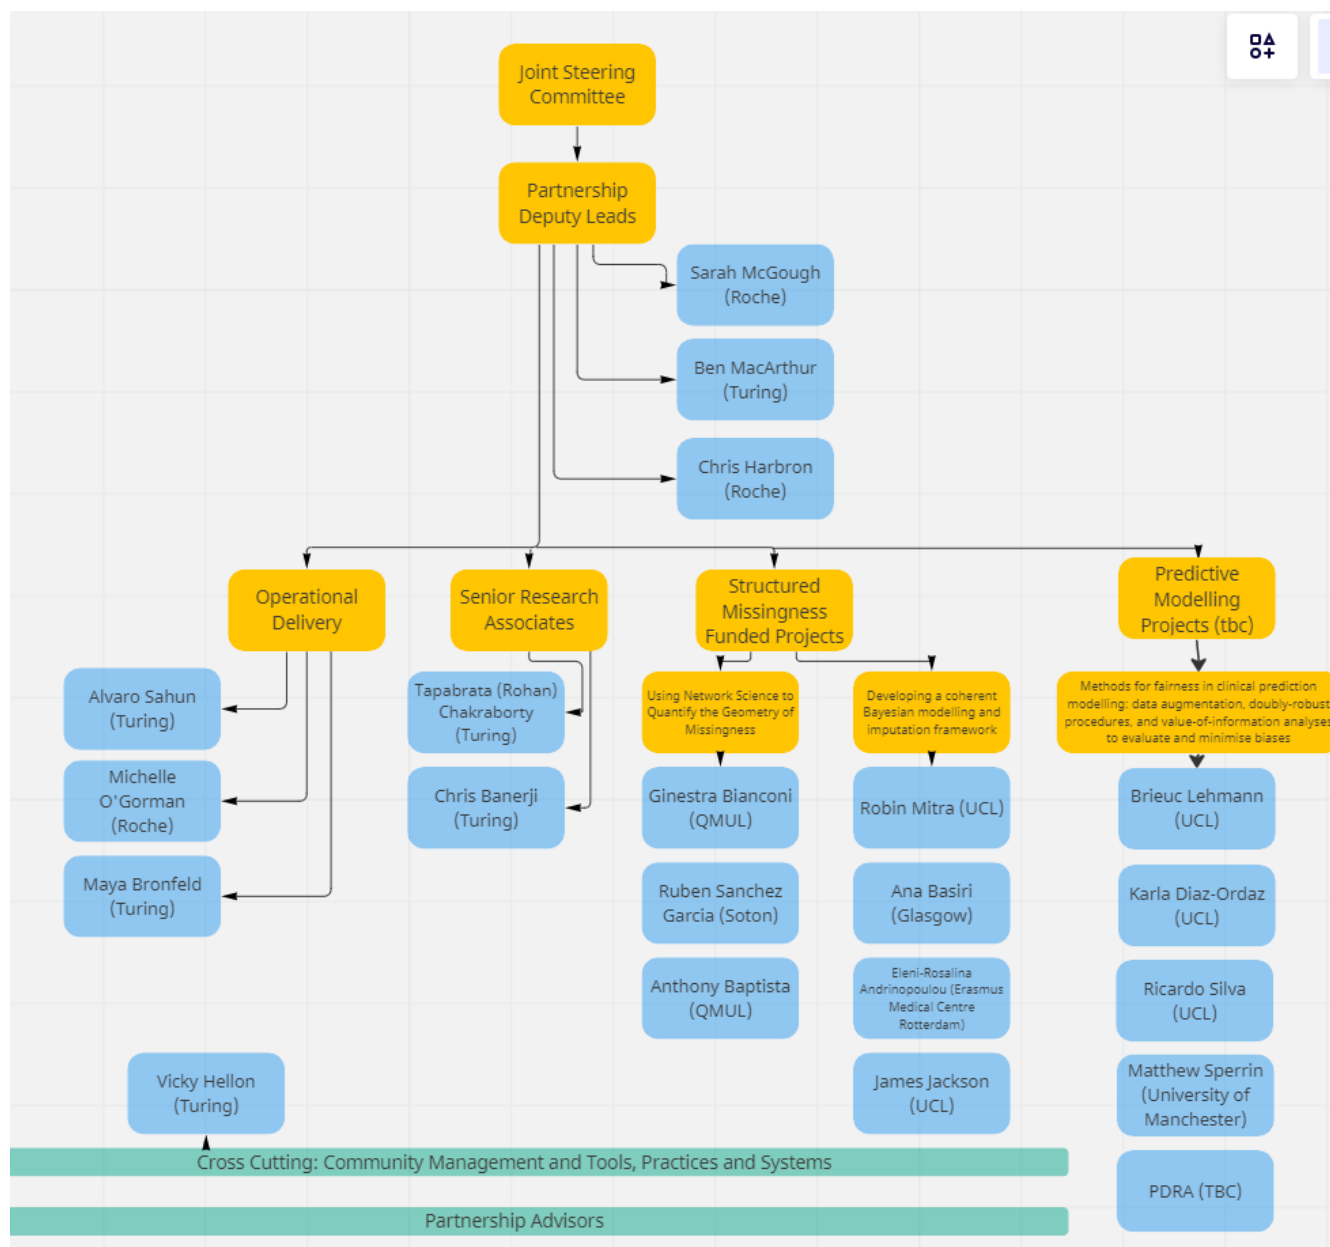 Joint Steering
Committee
Partnership
Deputy Leads
Sarah McGough
(Roche)
Ben MacArthur
(Turing)
Chris Harbron
(Roche)
Operational
Delivery
Senior Research
Associates
Structured
Missingness
Funded Projects
Predictive
Modelling
Projects (tbc)
Alvaro Sahun
(Turing)
Michelle
O'Gorman
(Roche)
Maya Bronfeld
(Turing)
Tapabrata (Rohan)
Chakraborty
(Turing)
Chris Banerji
(Turing)
Using Network Science to
Quantify the Geometry of
Missingness
Ginestra Bianconi
(QMUL)
Ruben Sanchez
Garcia (Soton)
Anthony Baptista
(QMUL)
Developing a coherent
Bayesian modelling and
imputation framework
Robin Mitra (UCL)
Ana Basiri
(Glasgow)
Eleni-Rosalina
Andrinopoulou (Erasmus
Medical Centre
Rotterdam)
James Jackson
(UCL)
Methods for fairness in clinical prediction
modelling: data augmentation, doubly-robust
procedures, and value-of-information analyses
to evaluate and minimise biases
Brieuc Lehmann
(UCL)
Karla Diaz-Ordaz
(UCL)
Ricardo Silva
(UCL)
Matthew Sperrin
(University of
Manchester)
PDRA (TBC)
Vicky Hellon
(Turing)
Cross Cutting: Community Management and Tools, Practices and Systems
Partnership Advisors